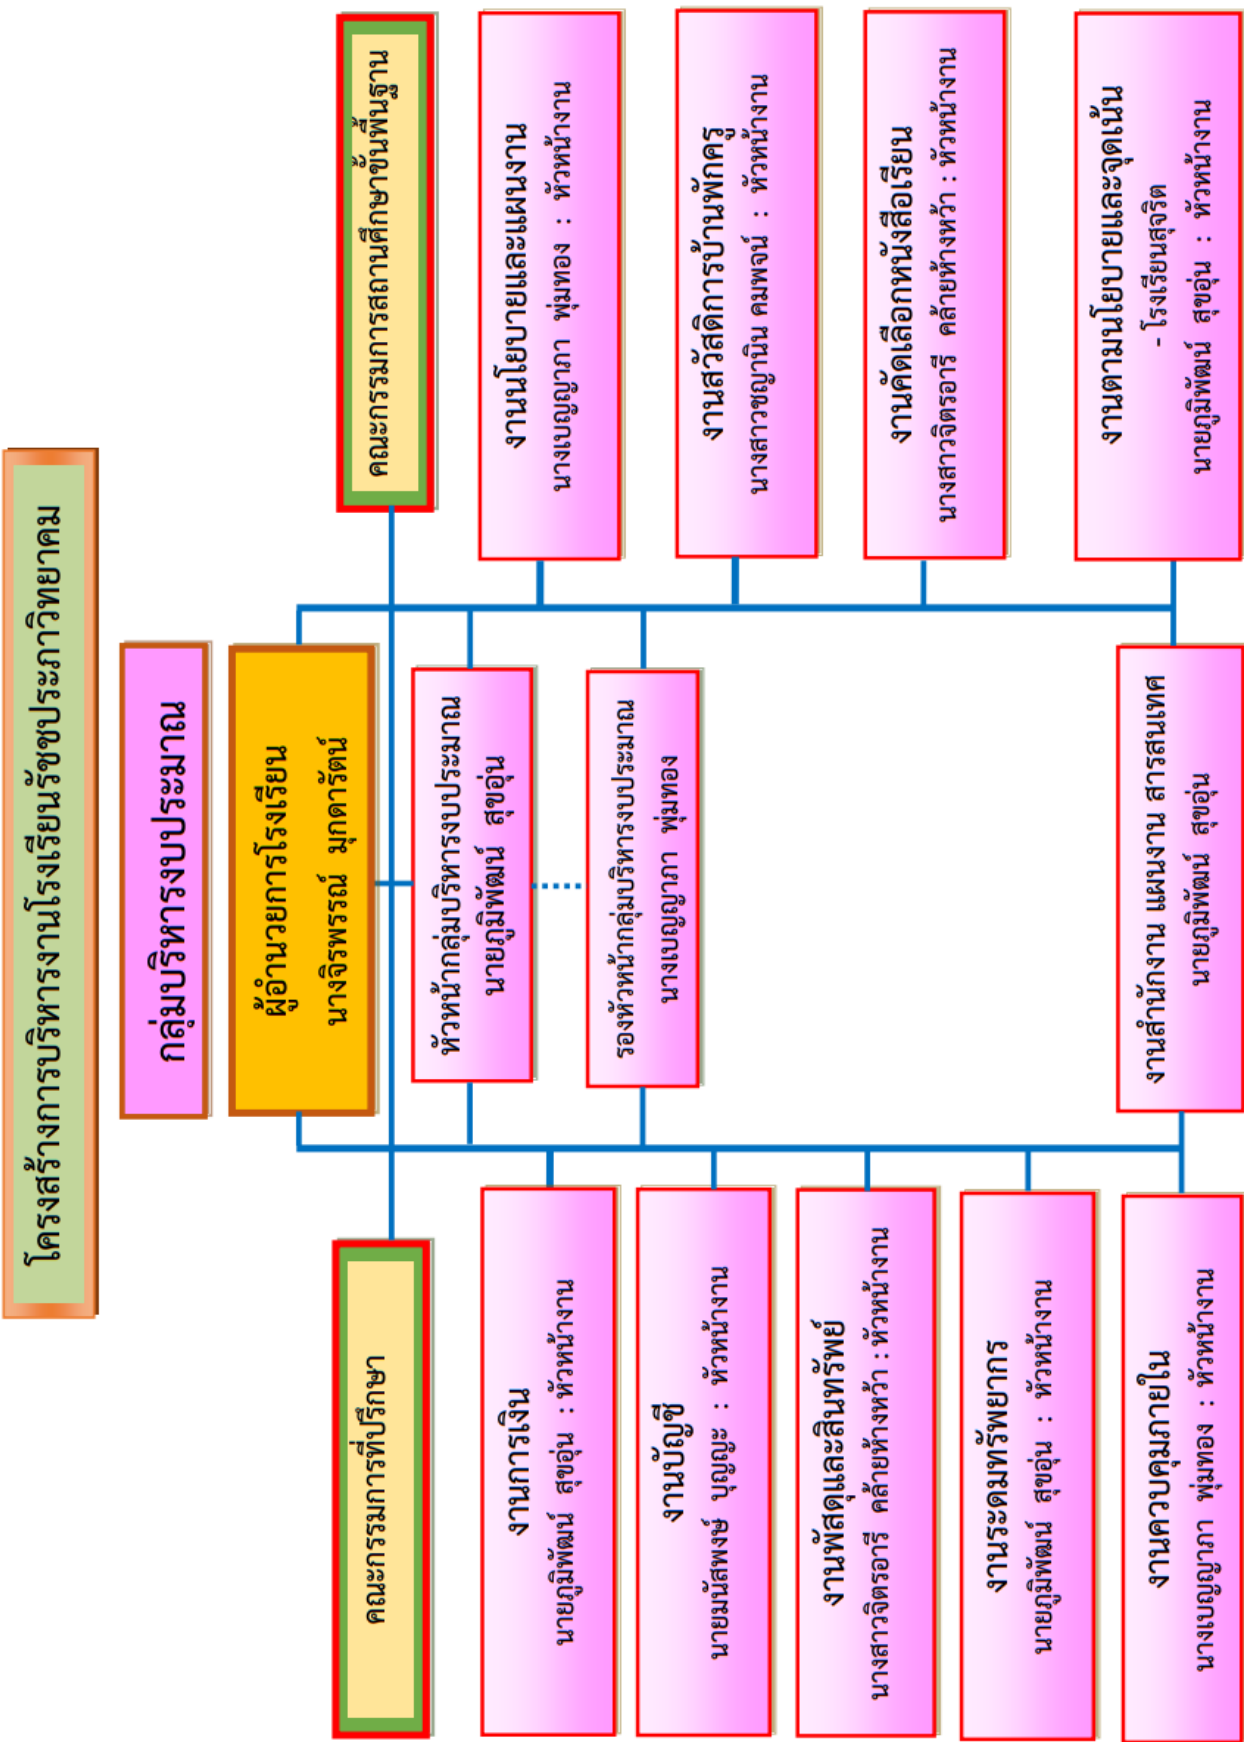 โครงสร้างการบริหารงานโรงเรียนรัชชประภาวิทยาคม
กลุ่มบริหารงบประมาณ
ผู้อำนวยการโรงเรียน
นางจิรพรรณ์ มุกดารัตน์
คณะกรรมการที่ปรึกษา
คณะกรรมการสถานศึกษาขั้นพื้นฐาน
หัวหน้ากลุ่มบริหารงบประมาณ
นายภูมิพัฒน์ สุขอุ่น
รองหัวหน้ากลุ่มบริหารงบประมาณ
นางเบญญาภา พุ่มทอง
งานการเงิน
นายภูมิพัฒน์ สุขอุ่น : หัวหน้างาน
งานบัญชี
นายมนัสพงษ์ บุญญะ : หัวหน้างาน
งานพัสดุและสินทรัพย์
นางสาวจิตรอารี คล้ายห้างหว้า : หัวหน้างาน
งานระดมทรัพยากร
นายภูมิพัฒน์ สุขอุ่น : หัวหน้างาน
งานควบคุมภายใน
นางเบญญาภา พุ่มทอง : หัวหน้างาน
งานสำนักงาน แผนงาน สารสนเทศ
นายภูมิพัฒน์ สุขอุ่น
งานนโยบายและแผนงาน
นางเบญญาภา พุ่มทอง : หัวหน้างาน
งานสวัสดิการบ้านพักครู
นางสาวชญานิน คมพจน์ : หัวหน้างาน
งานคัดเลือกหนังสือเรียน
นางสาวจิตรอารี คล้ายห้างหว้า : หัวหน้างาน
งานตามนโยบายและจุดเน้น
- โรงเรียนสุจริต
นายภูมิพัฒน์ สุขอุ่น : หัวหน้างาน